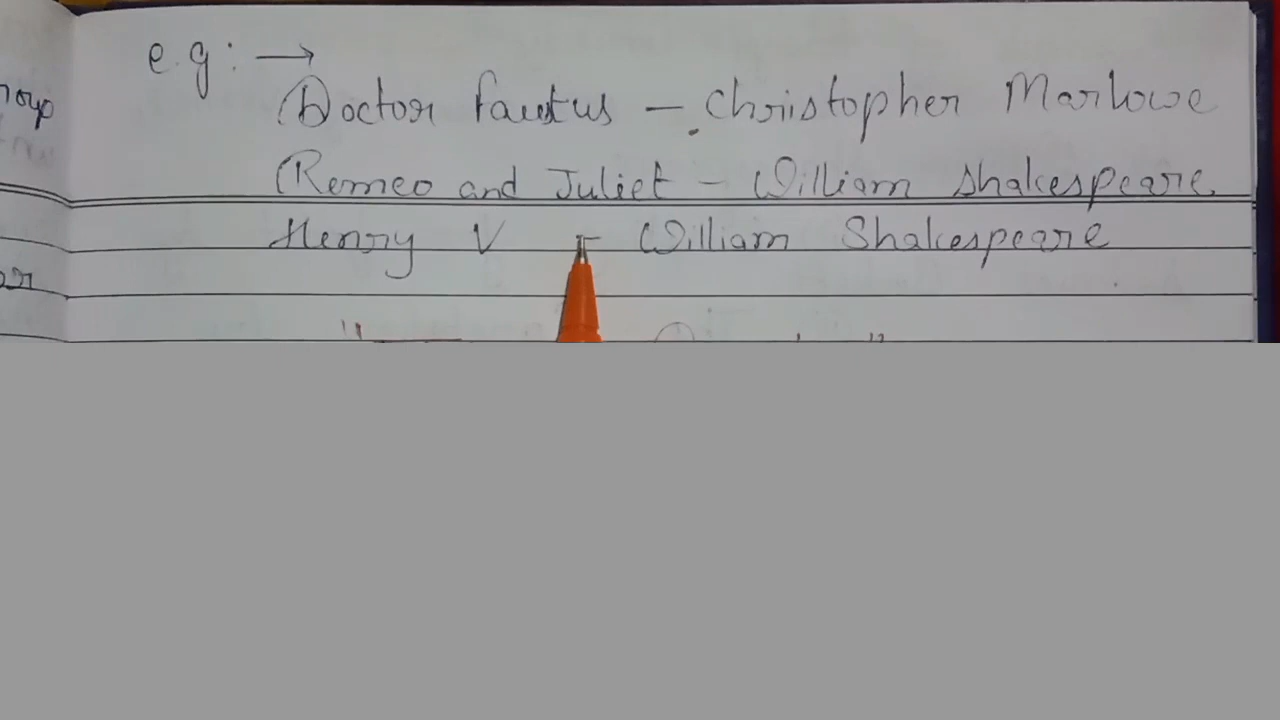 e.g: →
Doctor Faustus - Christopher Marlowe
Romeo and Juliet - William Shakespeare.
Henry V - William Shakespeare